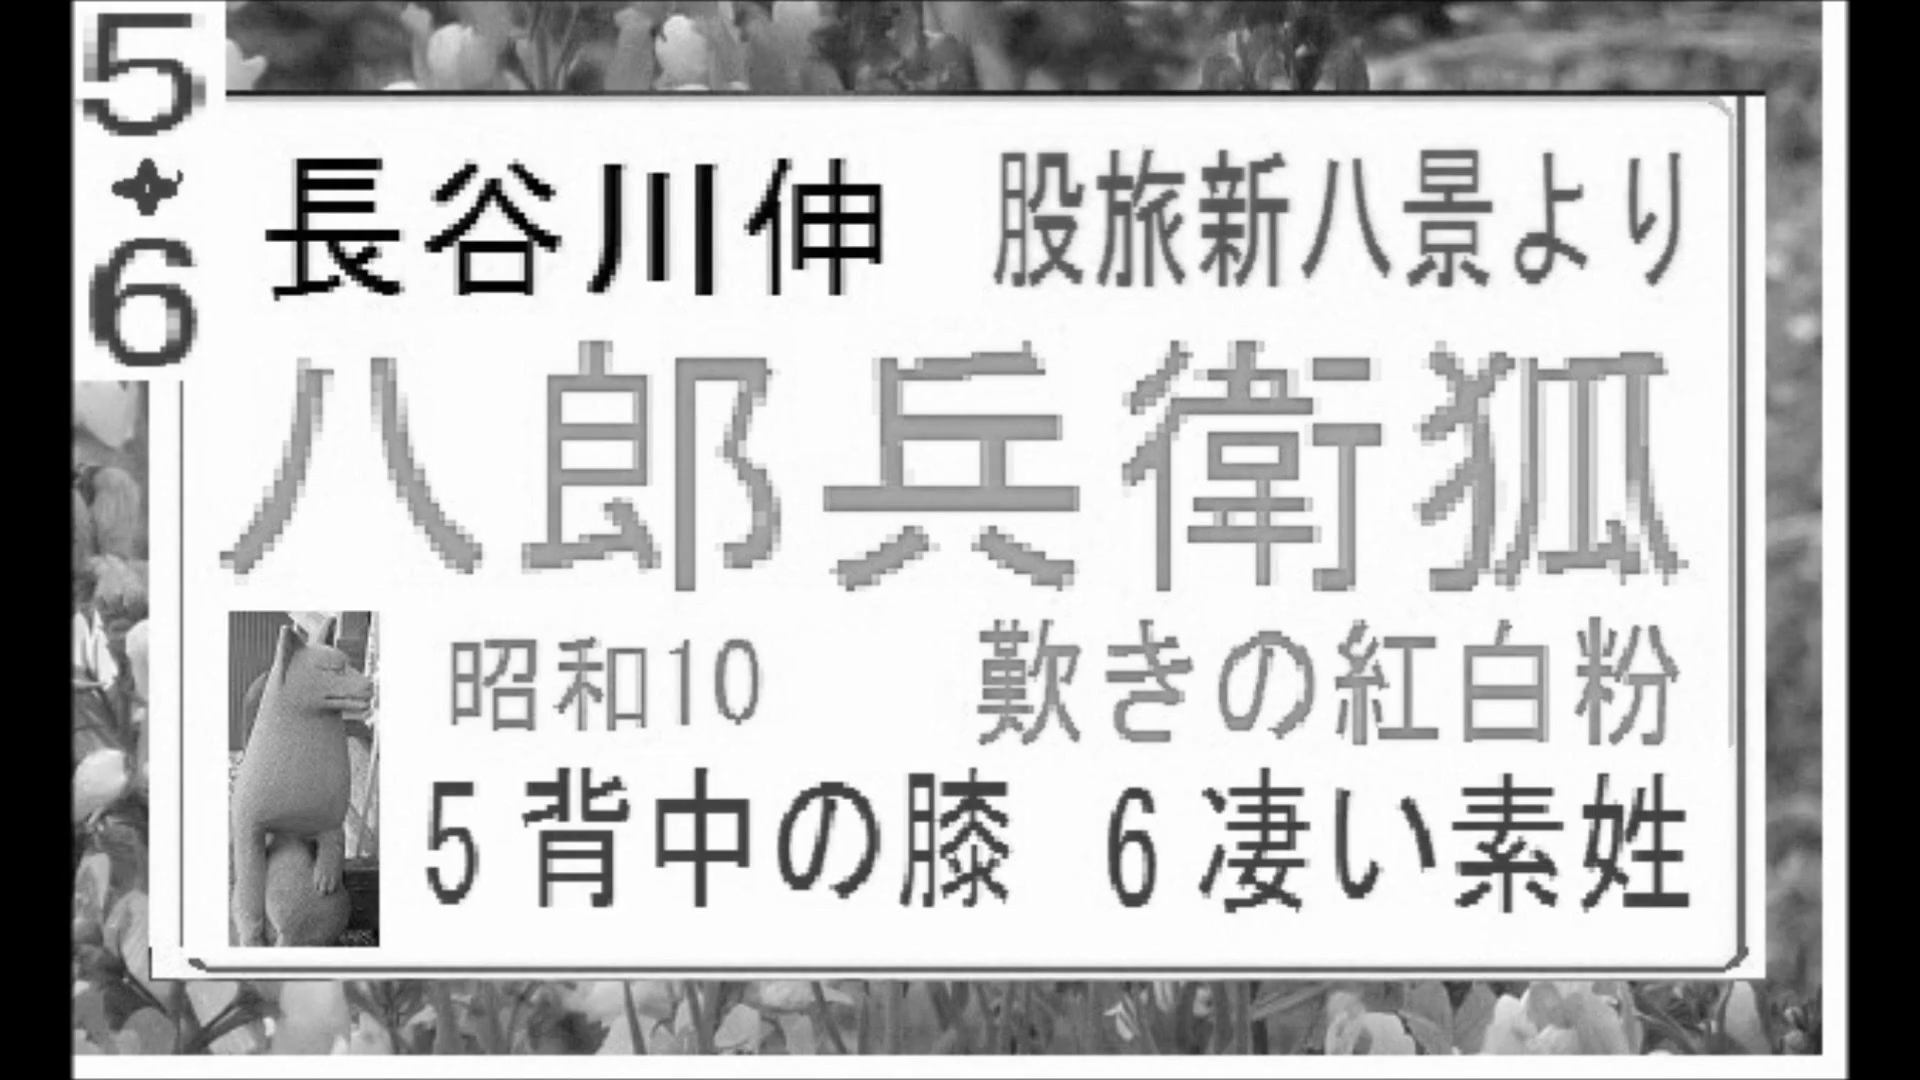 5
✦
6
長谷川伸 股旅新八景より
八郎兵衛狐
昭和10 歎きの紅白粉
5 背中の膝 6 凄い素姓